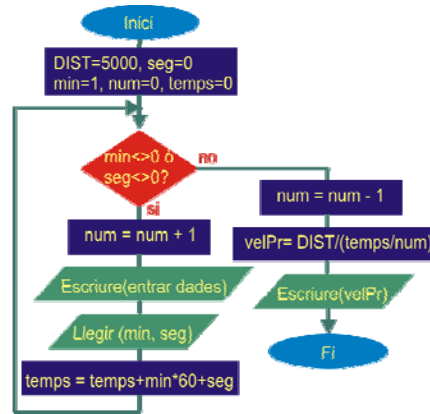 Inici
DIST=5000, seg=0
min=1, num=0, temps=0
min<>0 ó
seg<>0?
no
si
num = num + 1
Escriure(entrar dades)
Llegir (min, seg)
temps = temps+min*60+seg
num = num - 1
velPr= DIST/(temps/num)
Escriure(velPr)
Fi